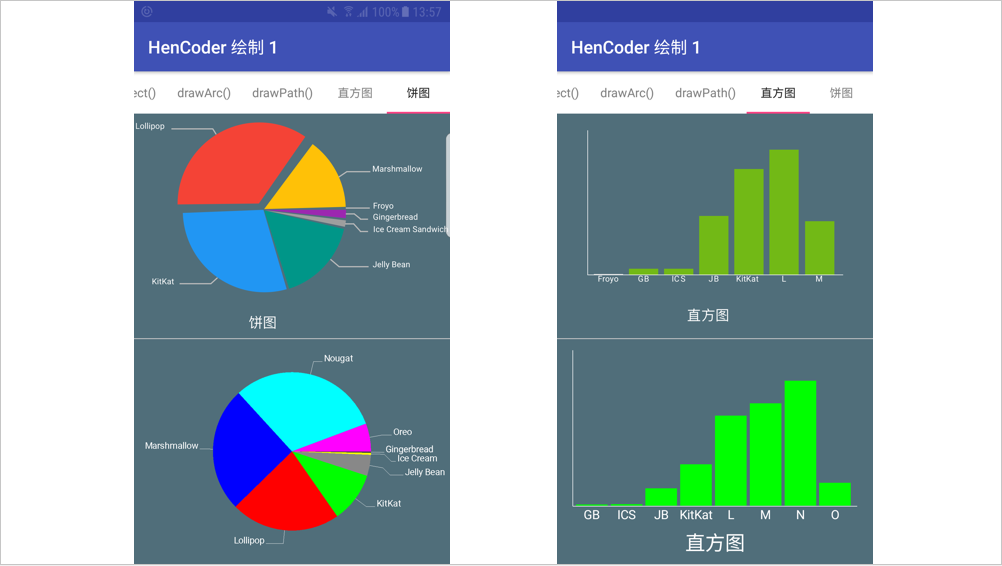 100% 13:57
HenCoder 绘制 1
ect() drawArc() drawPath() 直方图 饼图
Lollipop
Marshmallow
Froyo
Gingerbread
Ice Cream Sandwich
Jelly Bean
KitKat
饼图
Nougat
Oreo
Marshmallow
Gingerbread
Ice Cream
Jelly Bean
KitKat
Lollipop
HenCoder 绘制 1
ect() drawArc() drawPath() 直方图 饼图
Froyo GB ICS JB KitKat L M
直方图
GB ICS JB KitKat L M N O
直方图